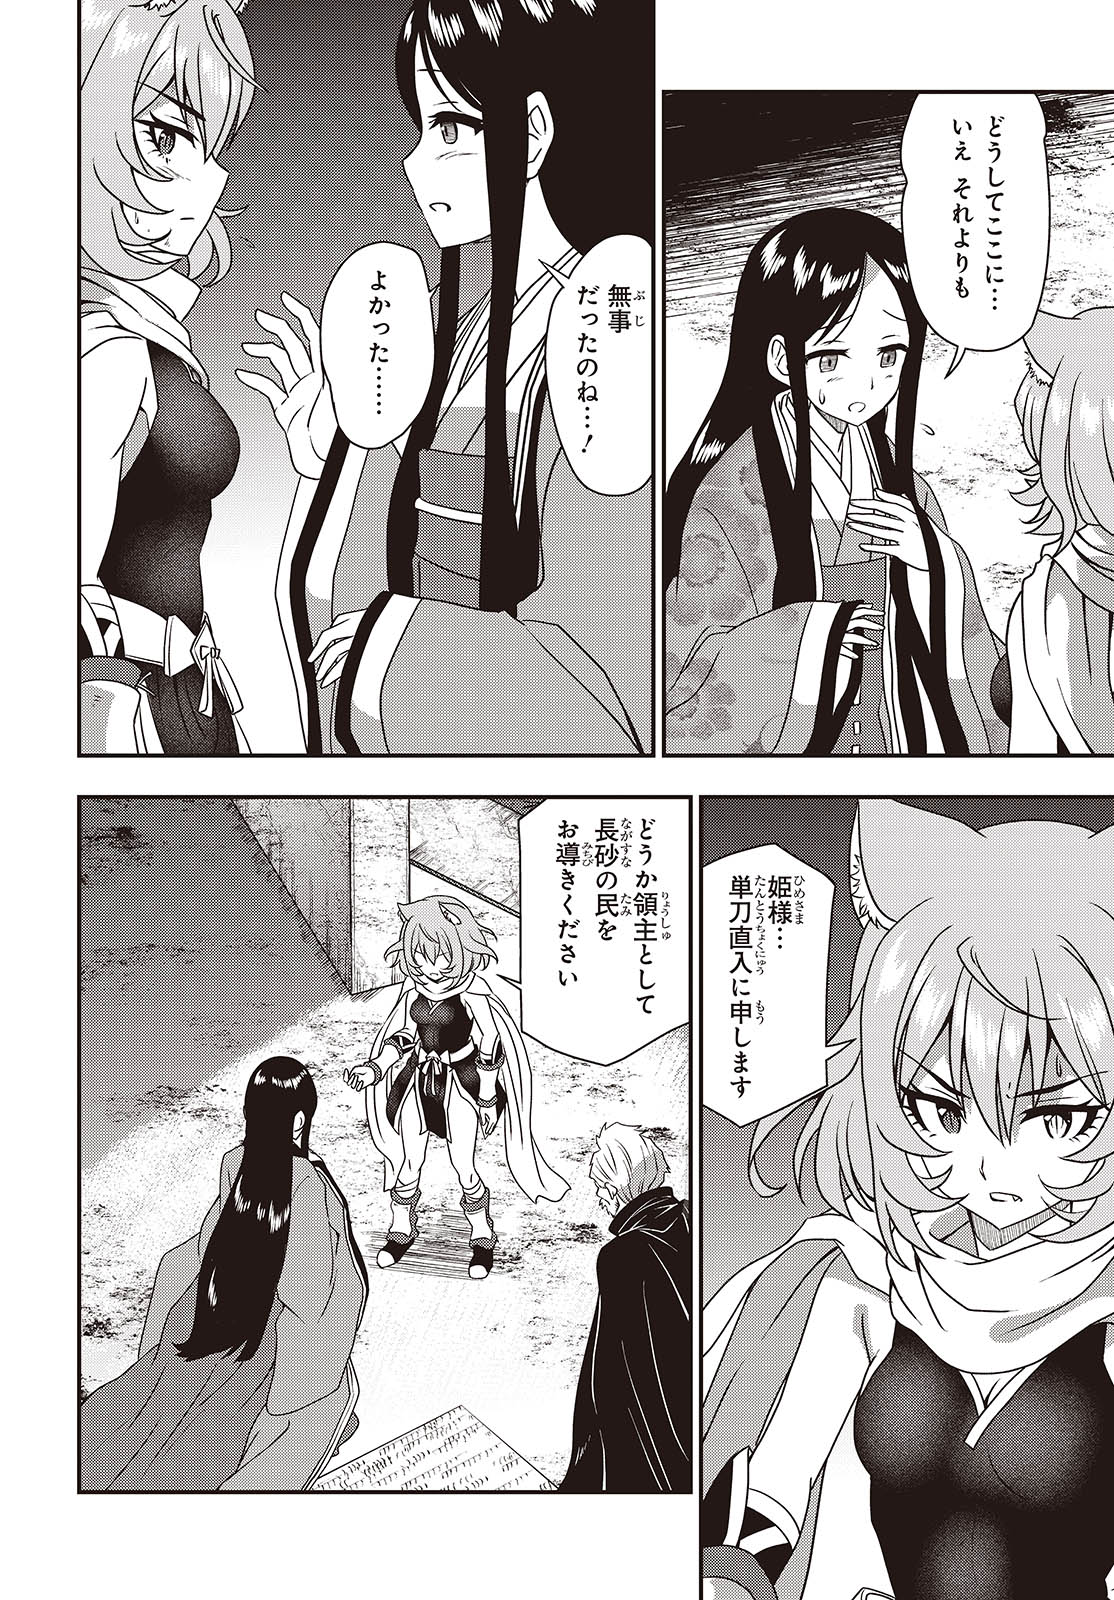 どうしてここに…
いえ それよりも
無事
だったのね…！
よかった……
姫様…
単刀直入に申します
どうか領主として
長砂の民を
お導きください